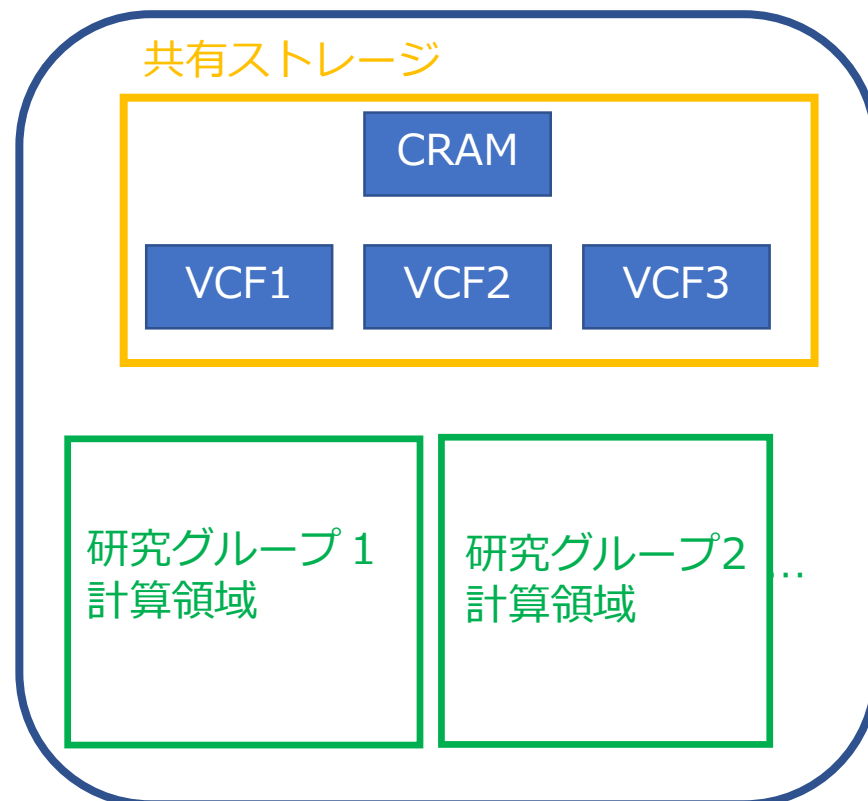 共有ストレージ
CRAM
VCF1
VCF2
VCF3
研究グループ１
計算領域
研究グループ2
計算領域
…